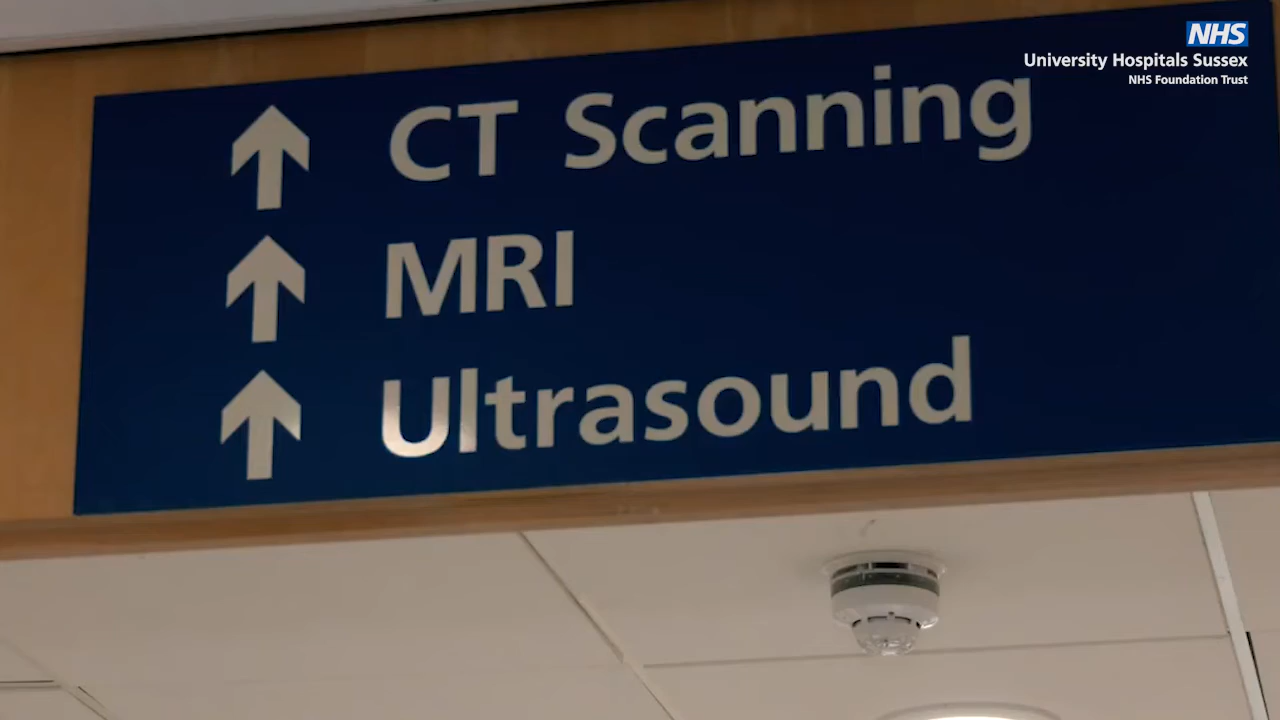 NHS
University Hospitals Sussex
NHS Foundation Trust
CT Scanning
MRI
Ultrasound